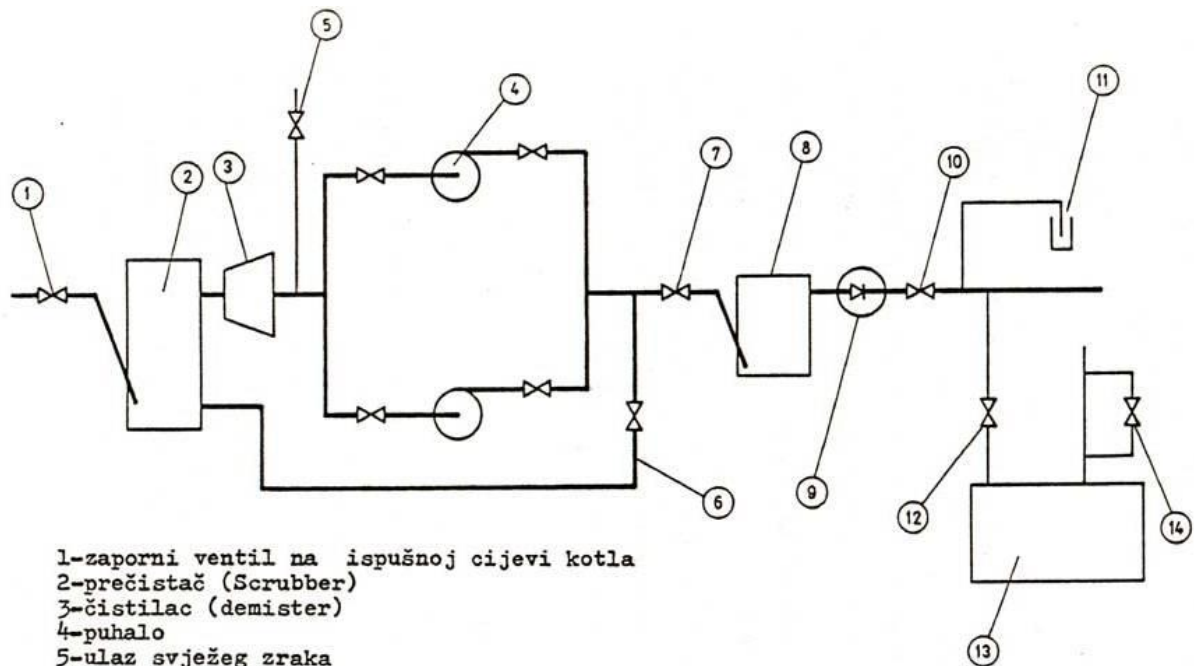 5
11
4
2
3
7
8
10
1
12
14
6
9
13
1-zaporni ventil na ispušnoj cijevi kotla
2-prečistač (Scrubber)
3-čistilac (demister)
4-puhalo
5-ulaz svježeg zraka